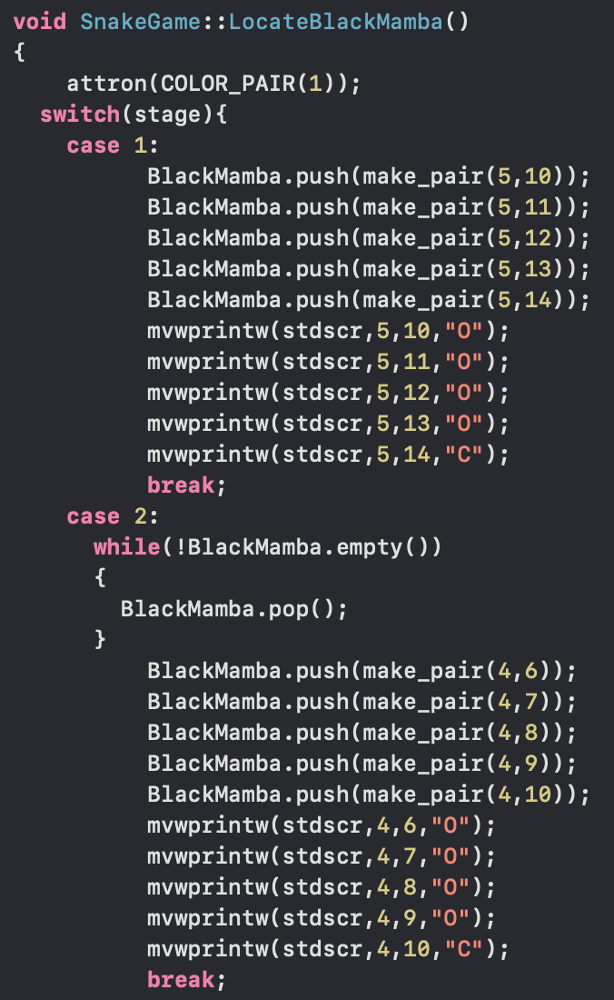 void SnakeGame::LocateBlackMamba()
{
    attron(COLOR_PAIR(1));
  switch(stage){
    case 1:
          BlackMamba.push(make_pair(5,10));
          BlackMamba.push(make_pair(5,11));
          BlackMamba.push(make_pair(5,12));
          BlackMamba.push(make_pair(5,13));
          BlackMamba.push(make_pair(5,14));
          mvwprintw(stdscr,5,10,"O");
          mvwprintw(stdscr,5,11,"O");
          mvwprintw(stdscr,5,12,"O");
          mvwprintw(stdscr,5,13,"O");
          mvwprintw(stdscr,5,14,"C");
          break;
    case 2:
      while(!BlackMamba.empty())
      {
        BlackMamba.pop();
      }
          BlackMamba.push(make_pair(4,6));
          BlackMamba.push(make_pair(4,7));
          BlackMamba.push(make_pair(4,8));
          BlackMamba.push(make_pair(4,9));
          BlackMamba.push(make_pair(4,10));
          mvwprintw(stdscr,4,6,"O");
          mvwprintw(stdscr,4,7,"O");
          mvwprintw(stdscr,4,8,"O");
          mvwprintw(stdscr,4,9,"O");
          mvwprintw(stdscr,4,10,"C");
          break;